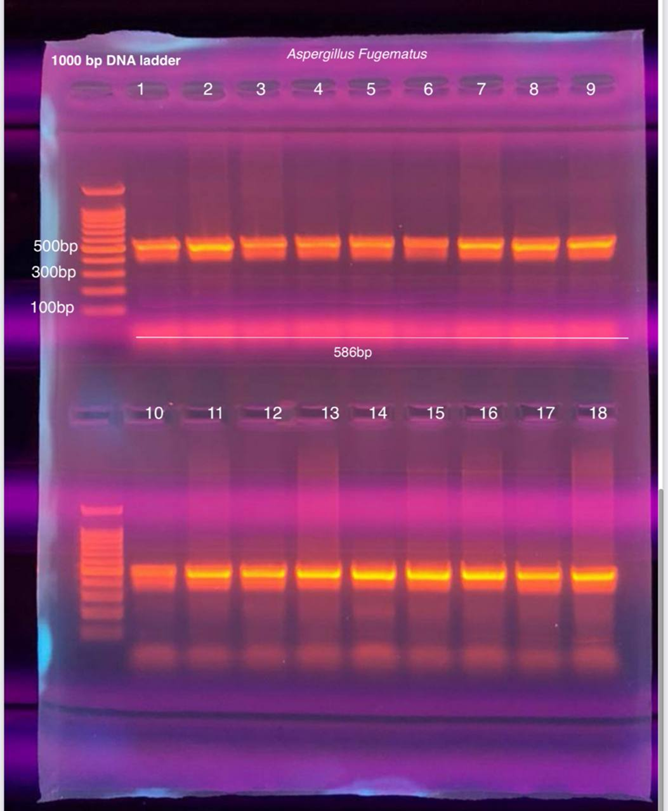 1000 bp DNA ladder
Aspergillus Fugematus
1 2 3 4 5 6 7 8 9
500bp
300bp
100bp
586bp
10 11 12 13 14 15 16 17 18